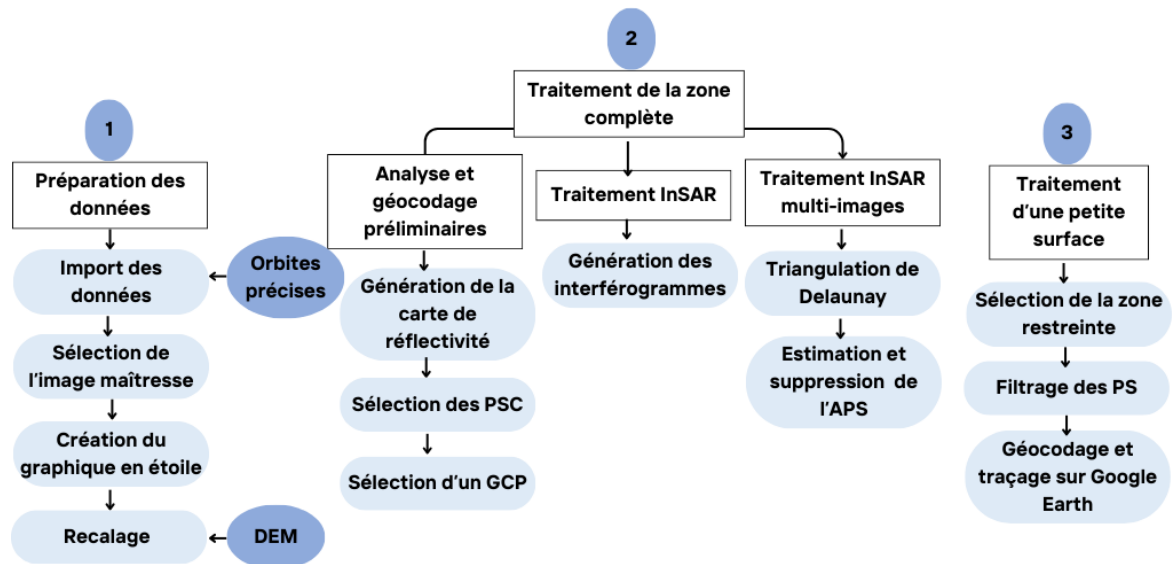 1
Préparation des
données
Import des
données
Orbites
précises
Sélection de
l'image maîtresse
Création du
graphique en étoile
Recalage
DEM
2
Traitement de la zone
complète
Analyse et
géocodage
préliminaires
Génération de la
carte de
réflectivité
Sélection des PSC
Sélection d'un GCP
Traitement InSAR
Génération des
interférogrammes
Traitement InSAR
multi-images
Triangulation de
Delaunay
Estimation et
suppression de
l'APS
3
Traitement
d'une petite
surface
Sélection de la zone
restreinte
Filtrage des PS
Géocodage et
traçage sur Google
Earth